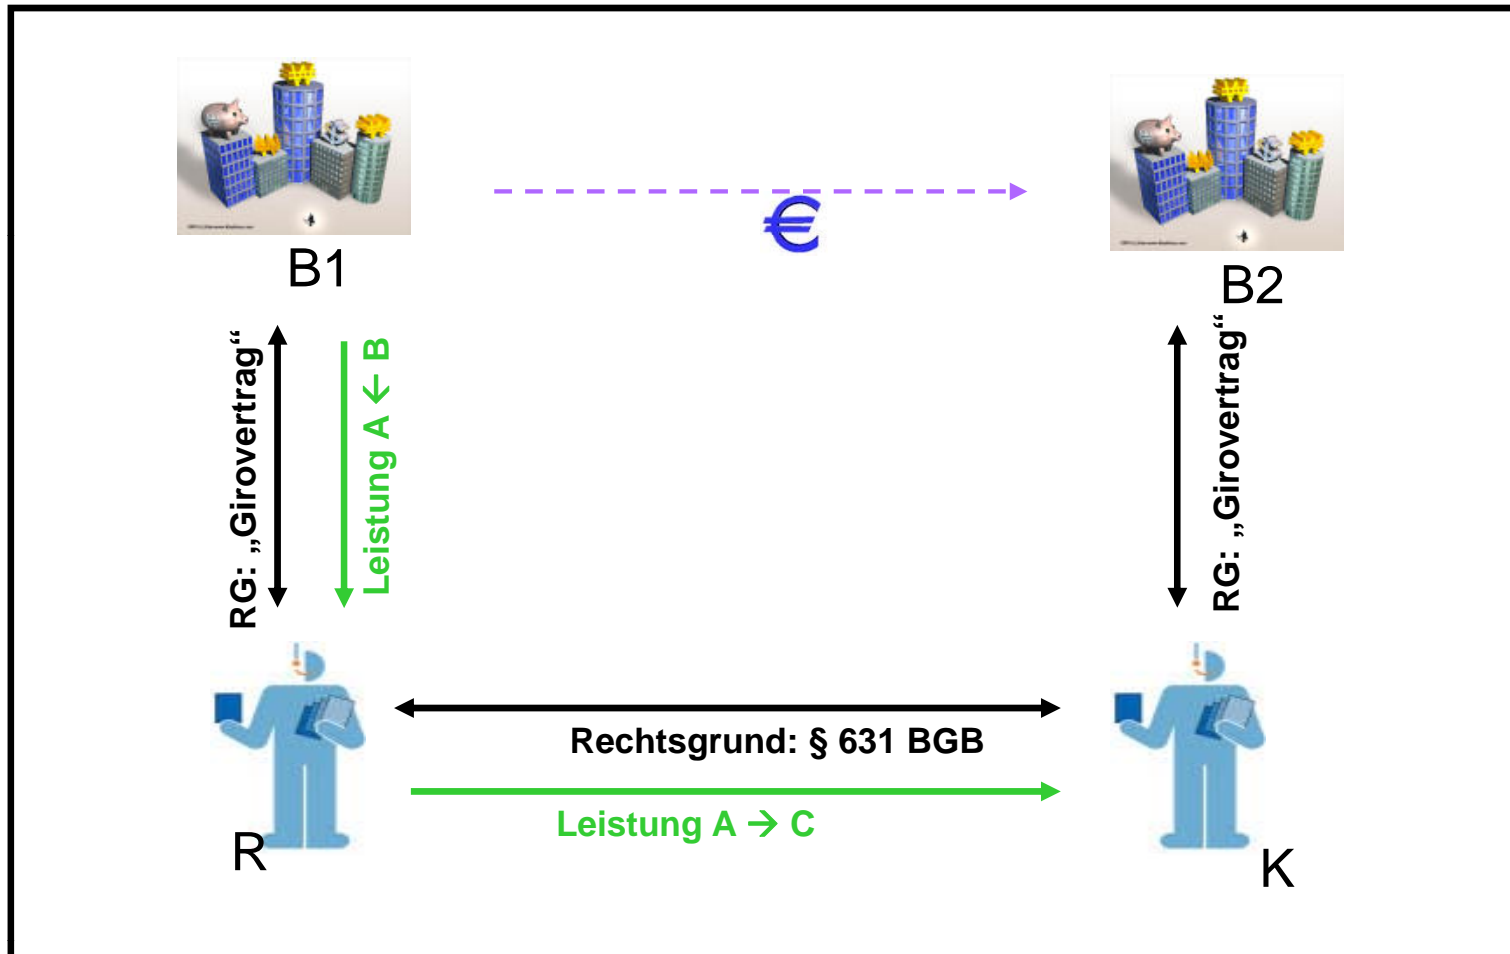 €
B1
B2
RG: „Girovertrag“
Leistung A ← B
RG: „Girovertrag“
Rechtsgrund: § 631 BGB
Leistung A → C
R
K